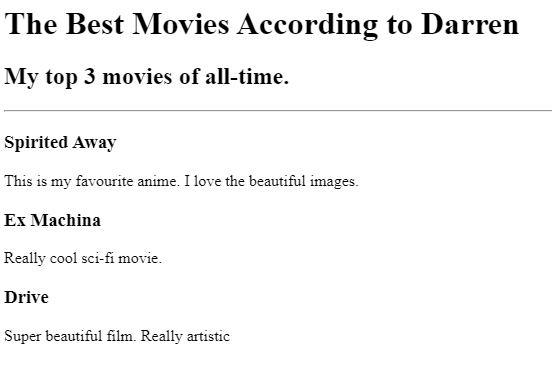 The Best Movies According to Darren
My top 3 movies of all-time.
Spirited Away
This is my favourite anime. I love the beautiful images.
Ex Machina
Really cool sci-fi movie.
Drive
Super beautiful film. Really artistic